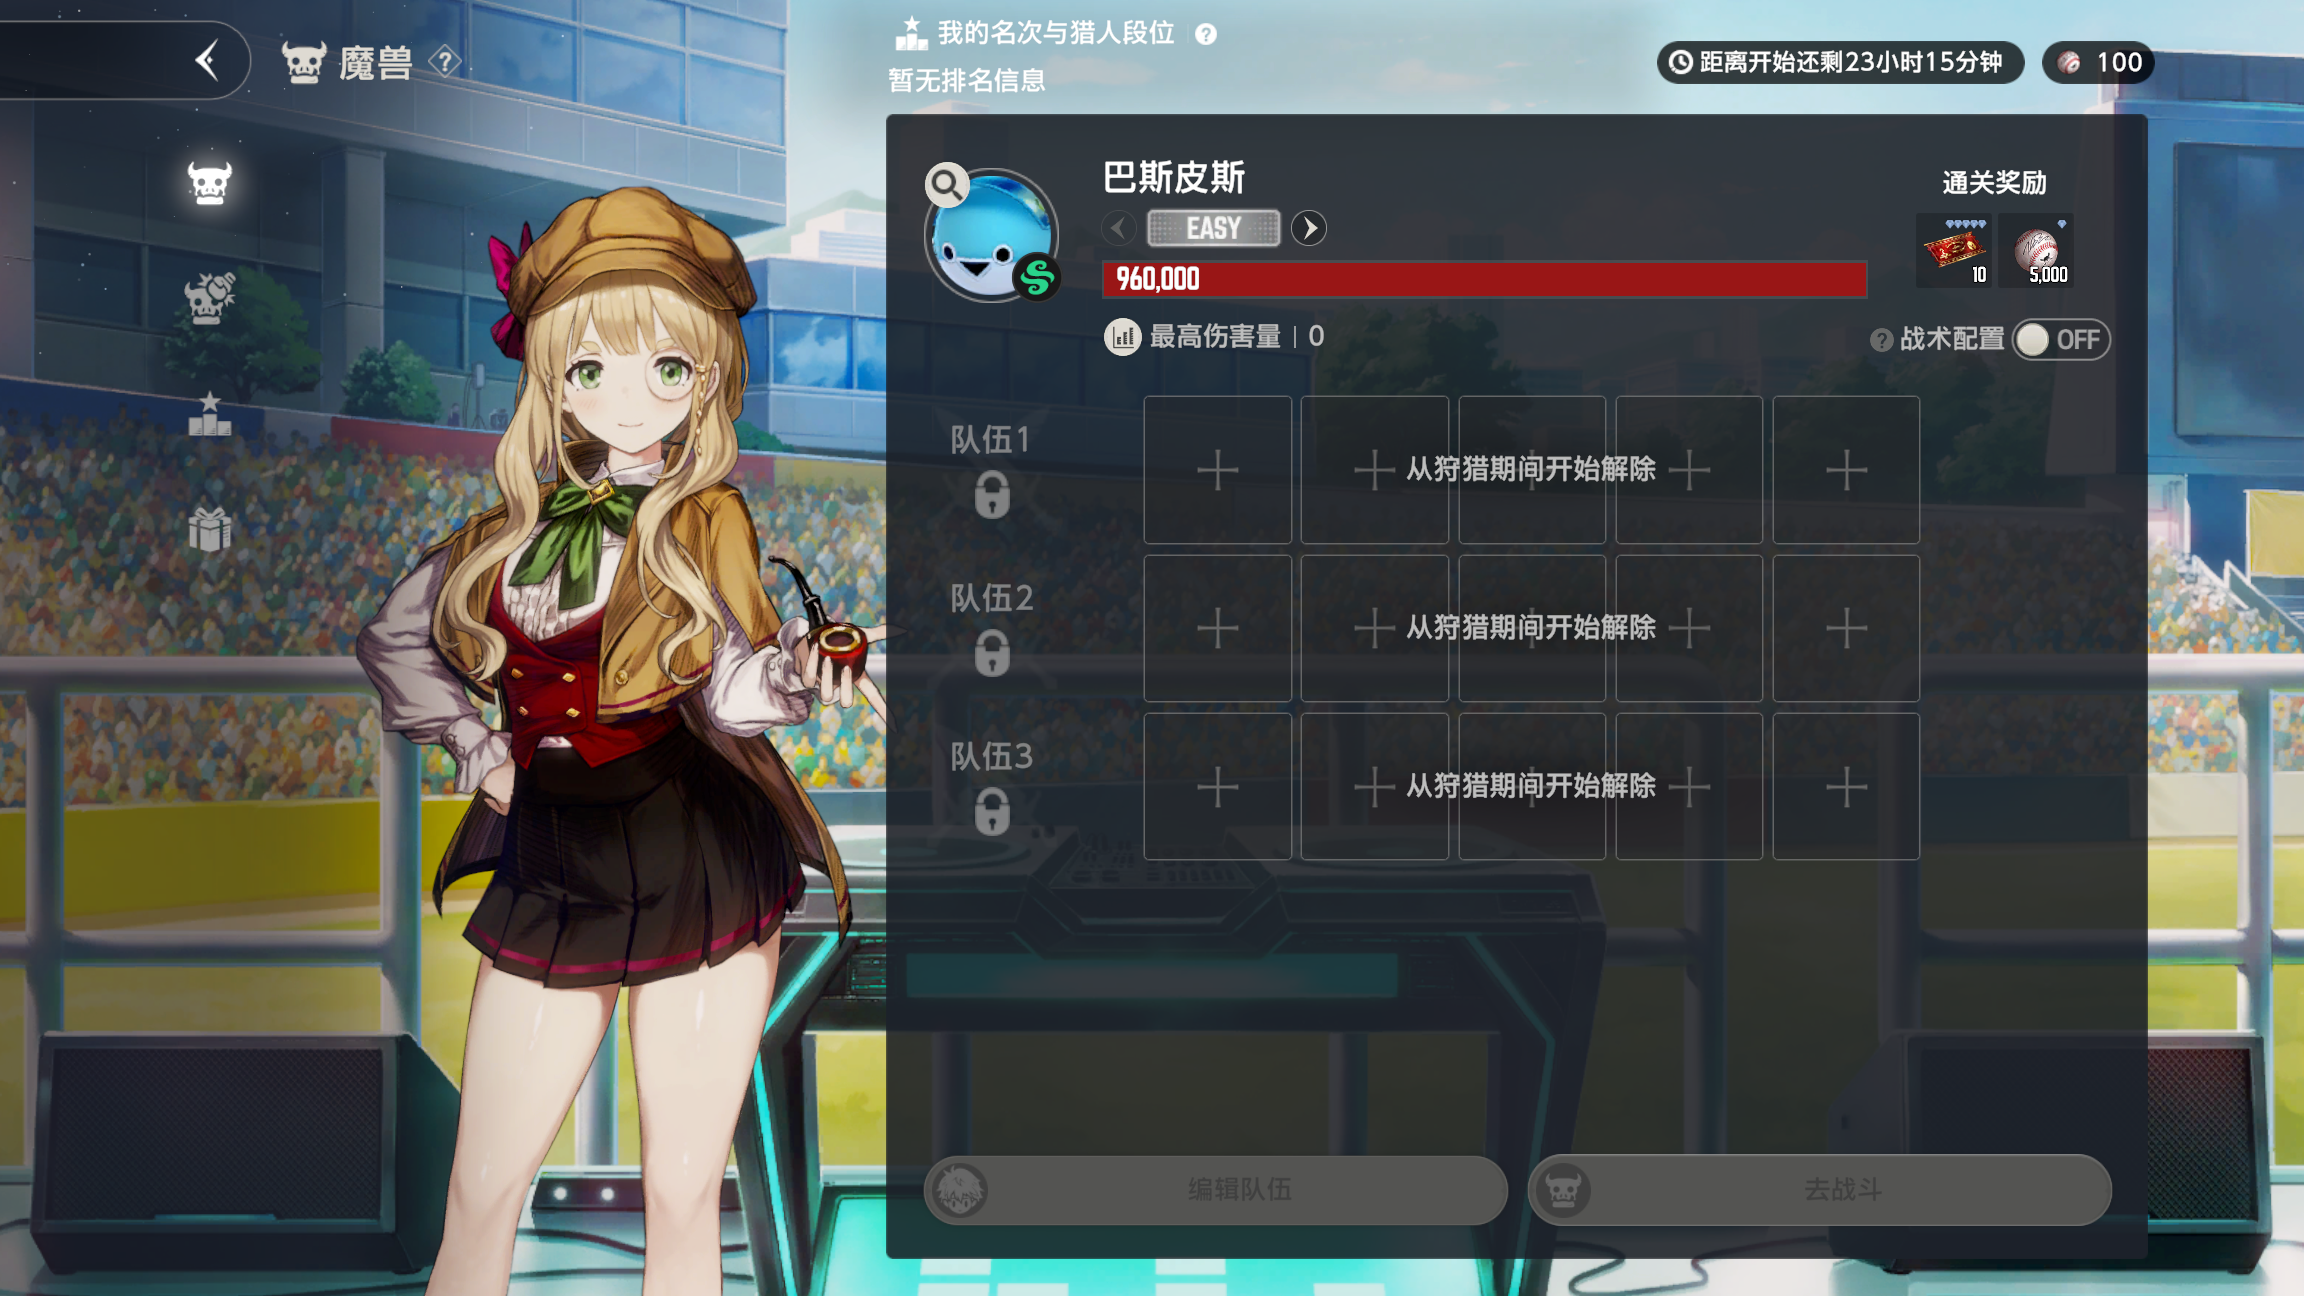 魔兽 ?
我的名次与猎人段位 ?
暂无排名信息
距离开始还剩23小时15分钟
100
巴斯皮斯
EASY
960,000
最高伤害量 | 0
通关奖励
10
5,000
? 战术配置 OFF
队伍1
从狩猎期间开始解除
队伍2
从狩猎期间开始解除
队伍3
从狩猎期间开始解除
编辑队伍
去战斗